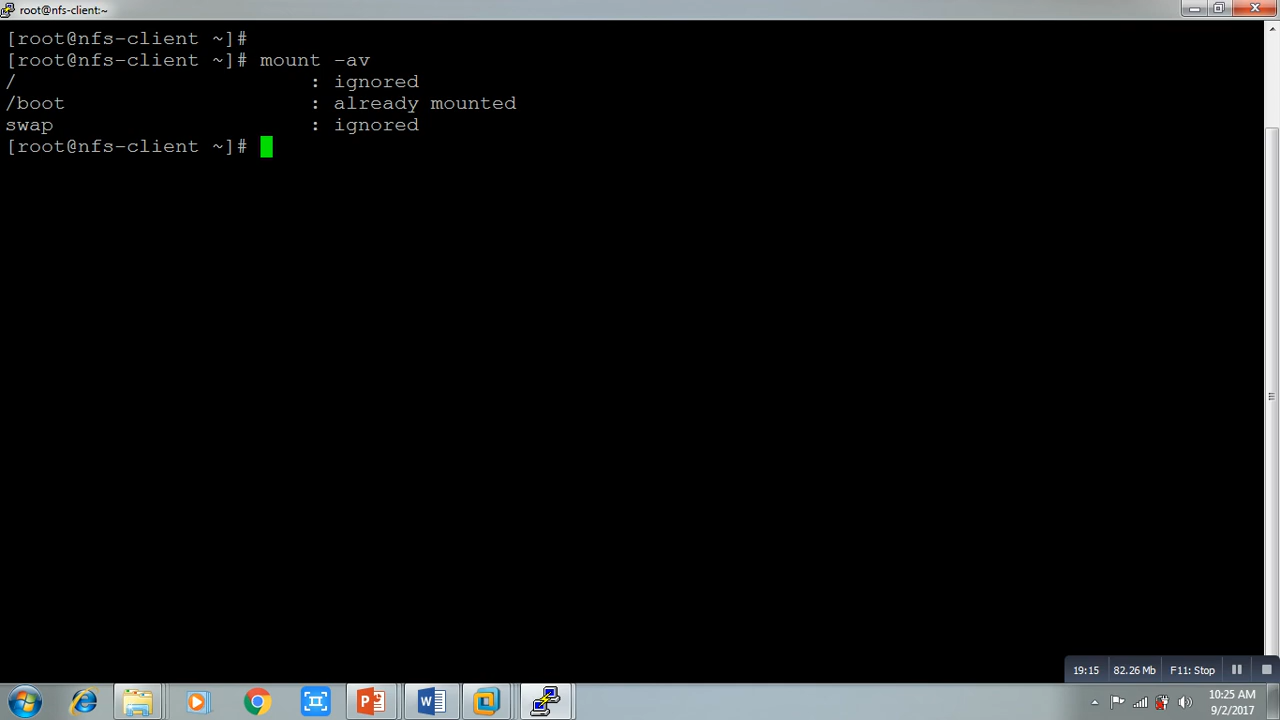 root@nfs-client:~
[root@nfs-client ~]#
[root@nfs-client ~]# mount -av
/ : ignored
/boot : already mounted
swap : ignored
[root@nfs-client ~]#
19:15 82.26 Mb F11: Stop
10:25 AM
9/2/2017